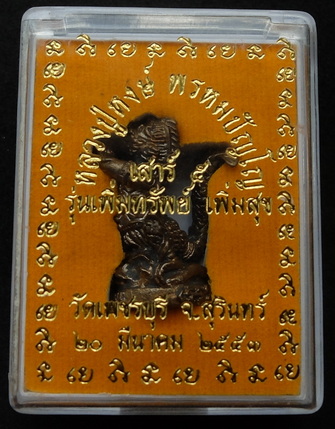 หลวงปู่หงษ์ พรหมปัญโญ
เสาร์ ๕
รุ่นเพิ่มทรัพย์ เพิ่มสุข
วัดเพชรบุรี จ.สุรินทร์
๒๐ มีนาคม ๒๕๕๓